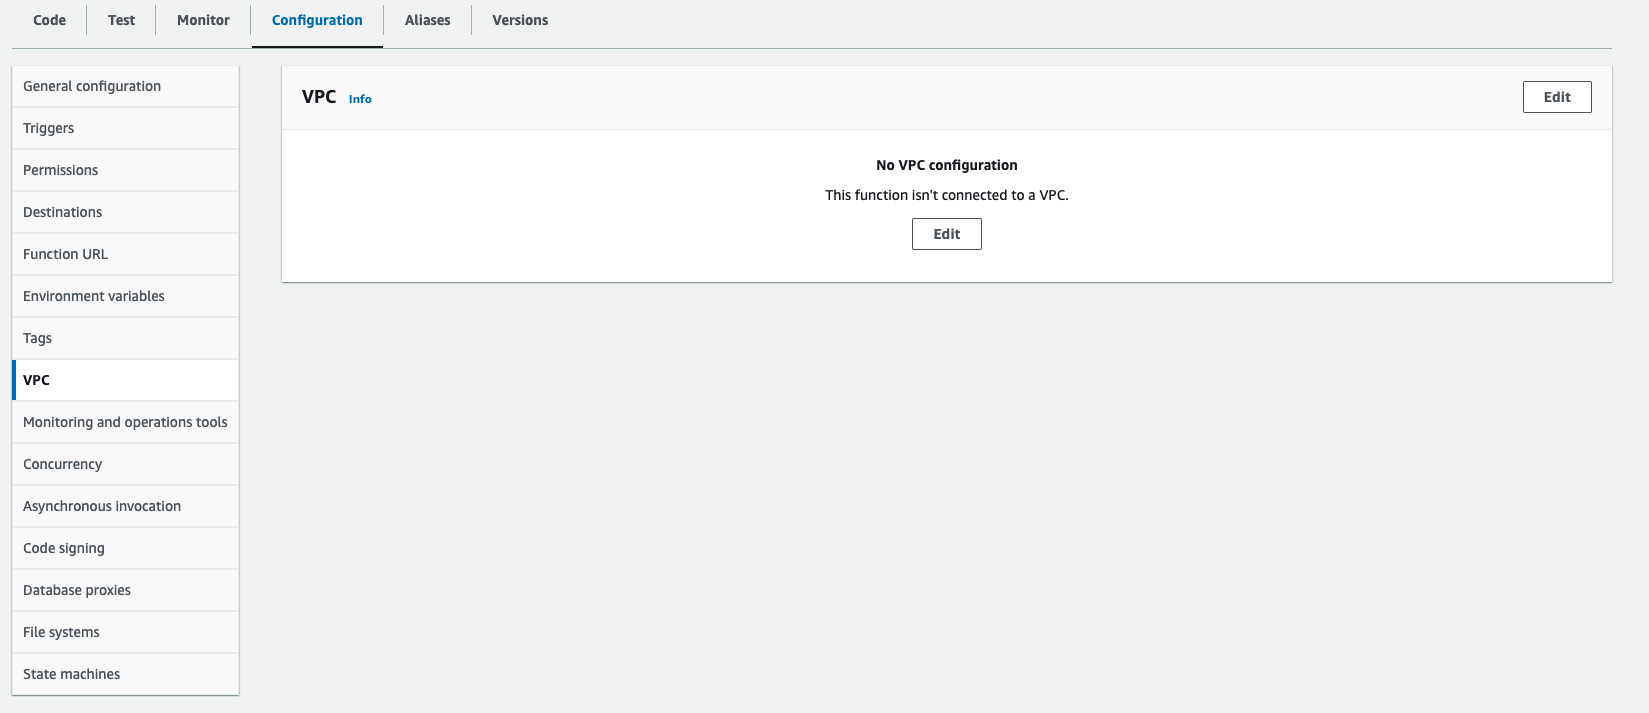 Code
Test
Monitor
Configuration
Aliases
Versions
General configuration
Triggers
Permissions
Destinations
Function URL
Environment variables
Tags
VPC
Monitoring and operations tools
Concurrency
Asynchronous invocation
Code signing
Database proxies
File systems
State machines
VPC Info
Edit
No VPC configuration
This function isn't connected to a VPC.
Edit